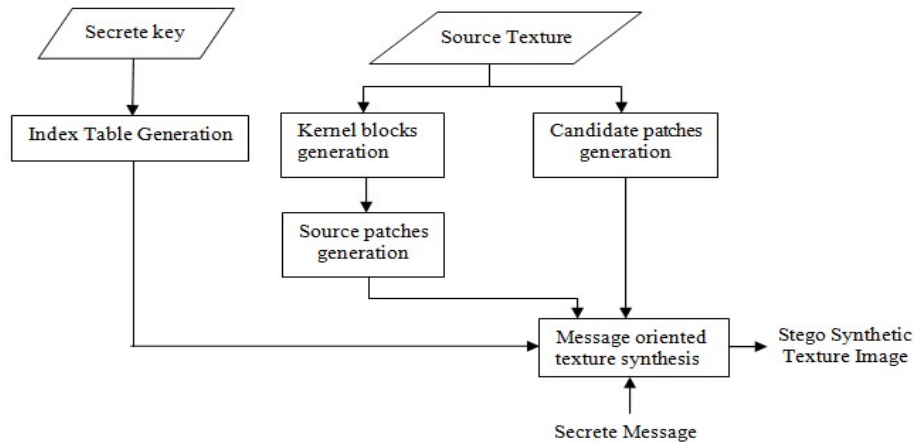 Secrete key
Source Texture
Index Table Generation
Kernel blocks
generation
Candidate patches
generation
Source patches
generation
Message oriented
texture synthesis
Stego Synthetic
Texture Image
Secrete Message